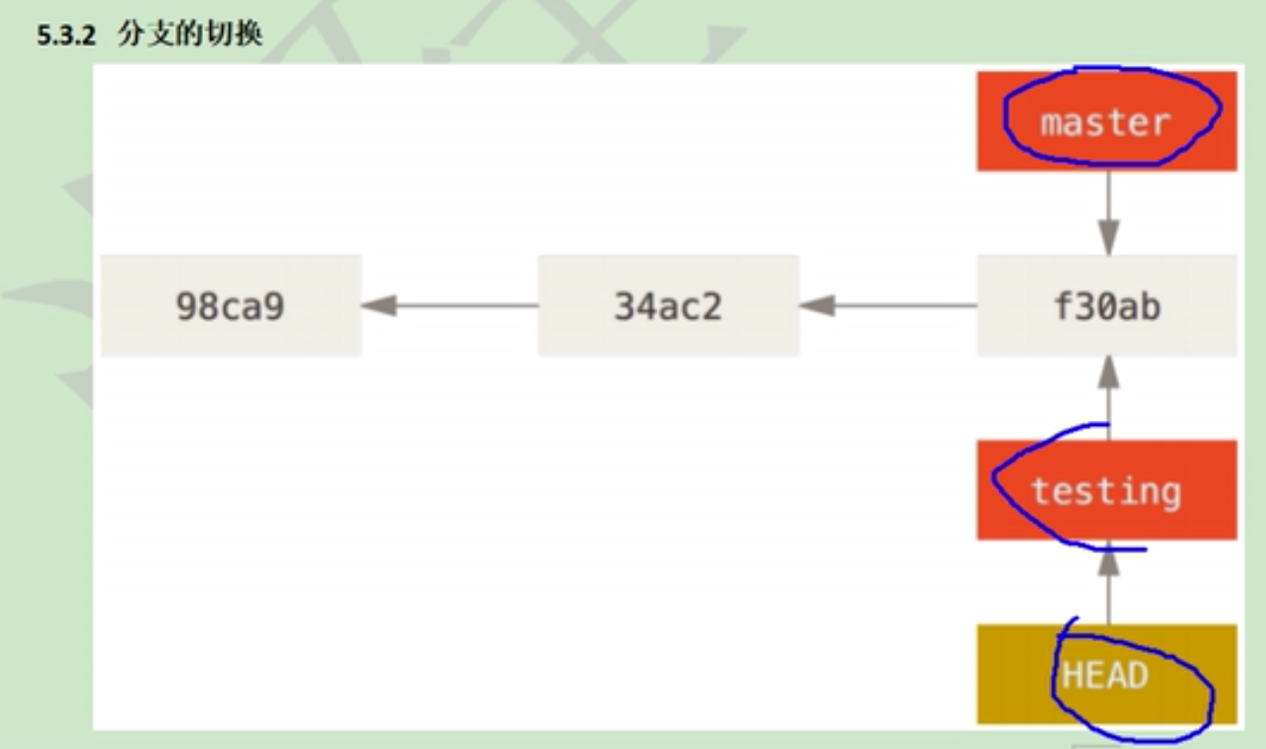 5.3.2 分支的切换
master
98ca9 34ac2 f30ab
testing
HEAD